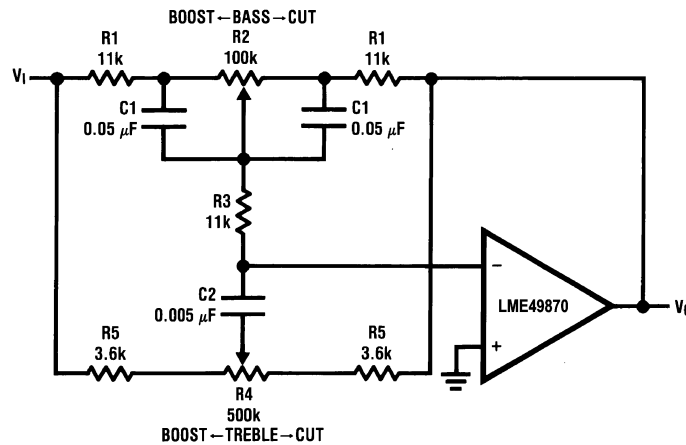 BOOST←BASS→CUT
R1
11k
R2
100k
R1
11k
VI
C1
0.05 μF
C1
0.05 μF
R3
11k
C2
0.005 μF
−
LME49870
+
R5
3.6k
R5
3.6k
R4
500k
BOOST←TREBLE→CUT